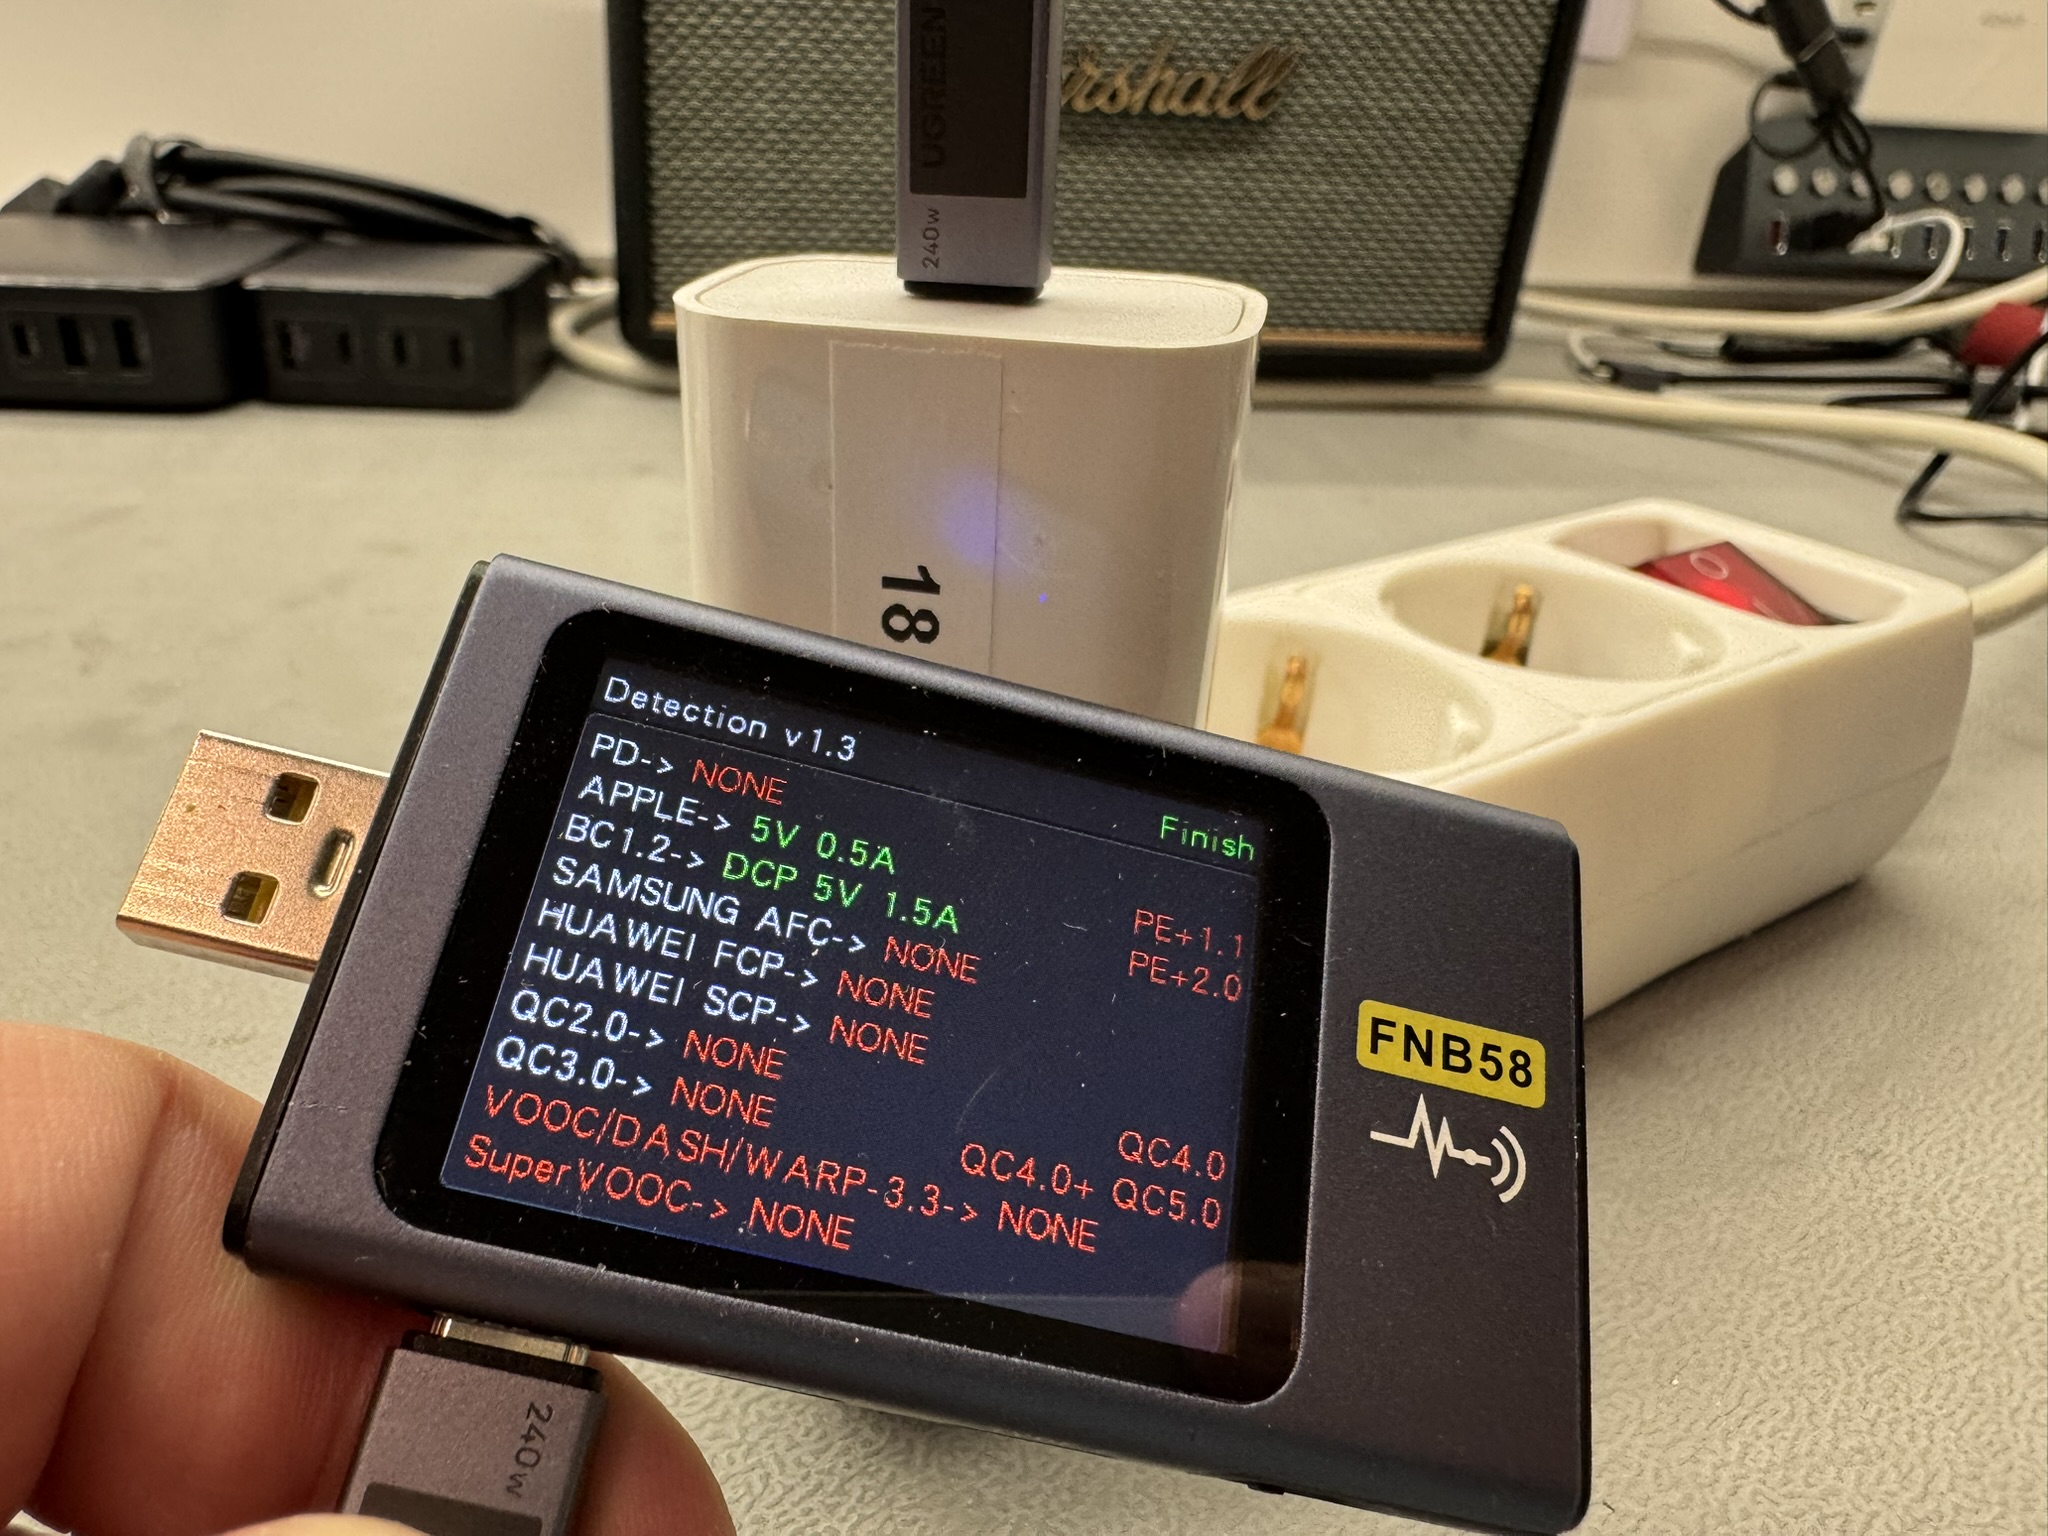 UGREEN
240w
Marshall
18
Detection v1.3
Finish
PD-> NONE
APPLE-> 5V 0.5A
BC1.2-> DCP 5V 1.5A
SAMSUNG AFC-> NONE PE+1.1
HUAWEI FCP-> NONE PE+2.0
HUAWEI SCP-> NONE
QC2.0-> NONE
QC3.0-> NONE QC4.0
QC4.0+ QC5.0
VOOC/DASH/WARP-3.3-> NONE
SuperVOOC-> NONE
FNB58
240w